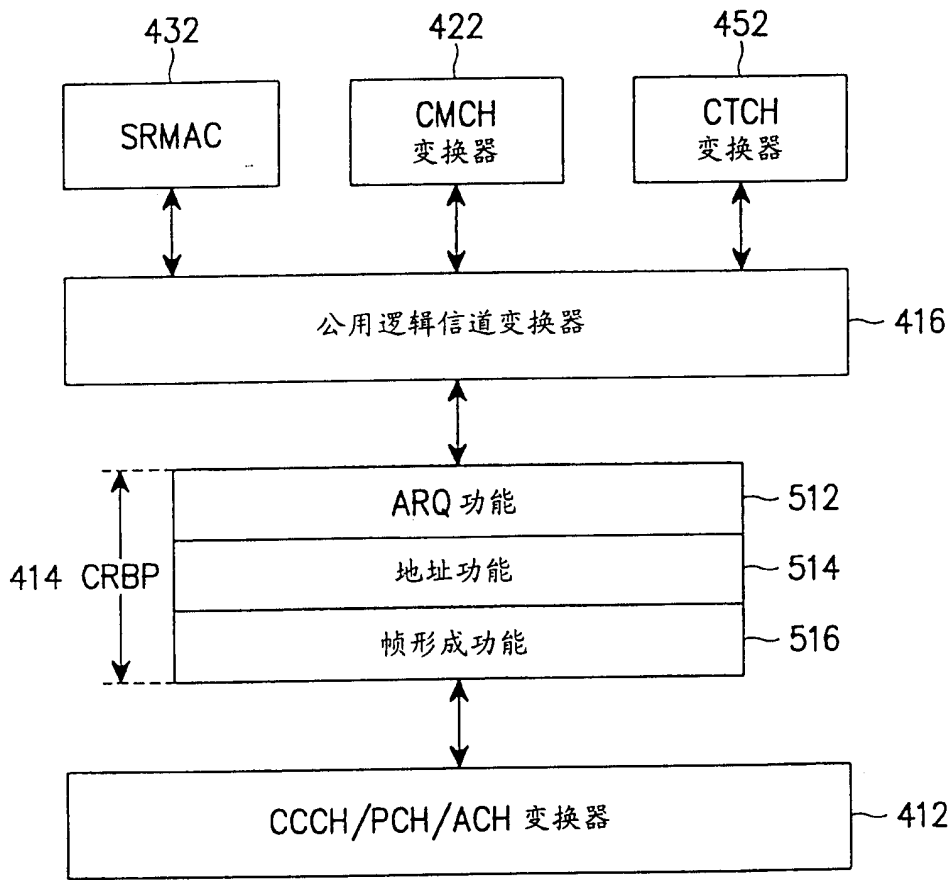 432
422
452
SRMAC
CMCH
变换器
CTCH
变换器
公用逻辑信道变换器
416
ARQ 功能
512
地址功能
514
414 CRBP
帧形成功能
516
CCCH/PCH/ACH 变换器
412